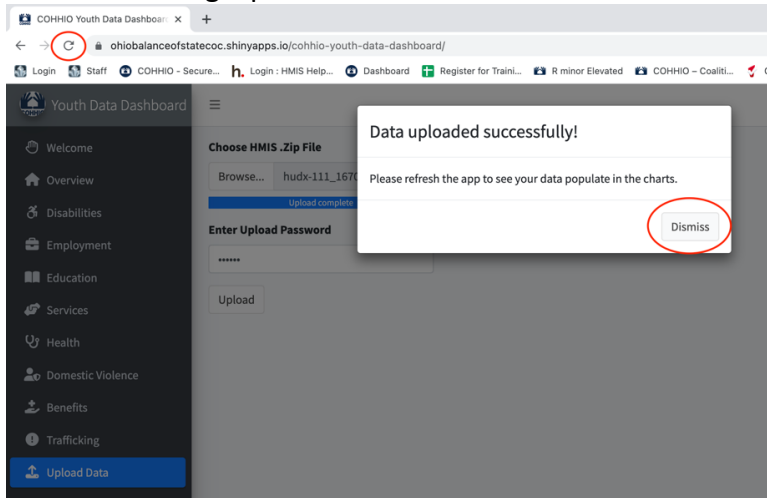 COHHIO Youth Data Dashboar
ohiobalanceofstatecoc.shinyapps.io/cohhio-youth-data-dashboard/
Login Staff COHHIO - Secure... Login : HMIS Help... Dashboard Register for Traini... R minor Elevated COHHIO – Coaliti...
Youth Data Dashboard
Welcome
Overview
Disabilities
Employment
Education
Services
Health
Domestic Violence
Benefits
Trafficking
Upload Data
Choose HMIS .Zip File
Browse... hudx-111_1670
Upload complete
Enter Upload Password
••••••
Upload
Data uploaded successfully!
Please refresh the app to see your data populate in the charts.
Dismiss